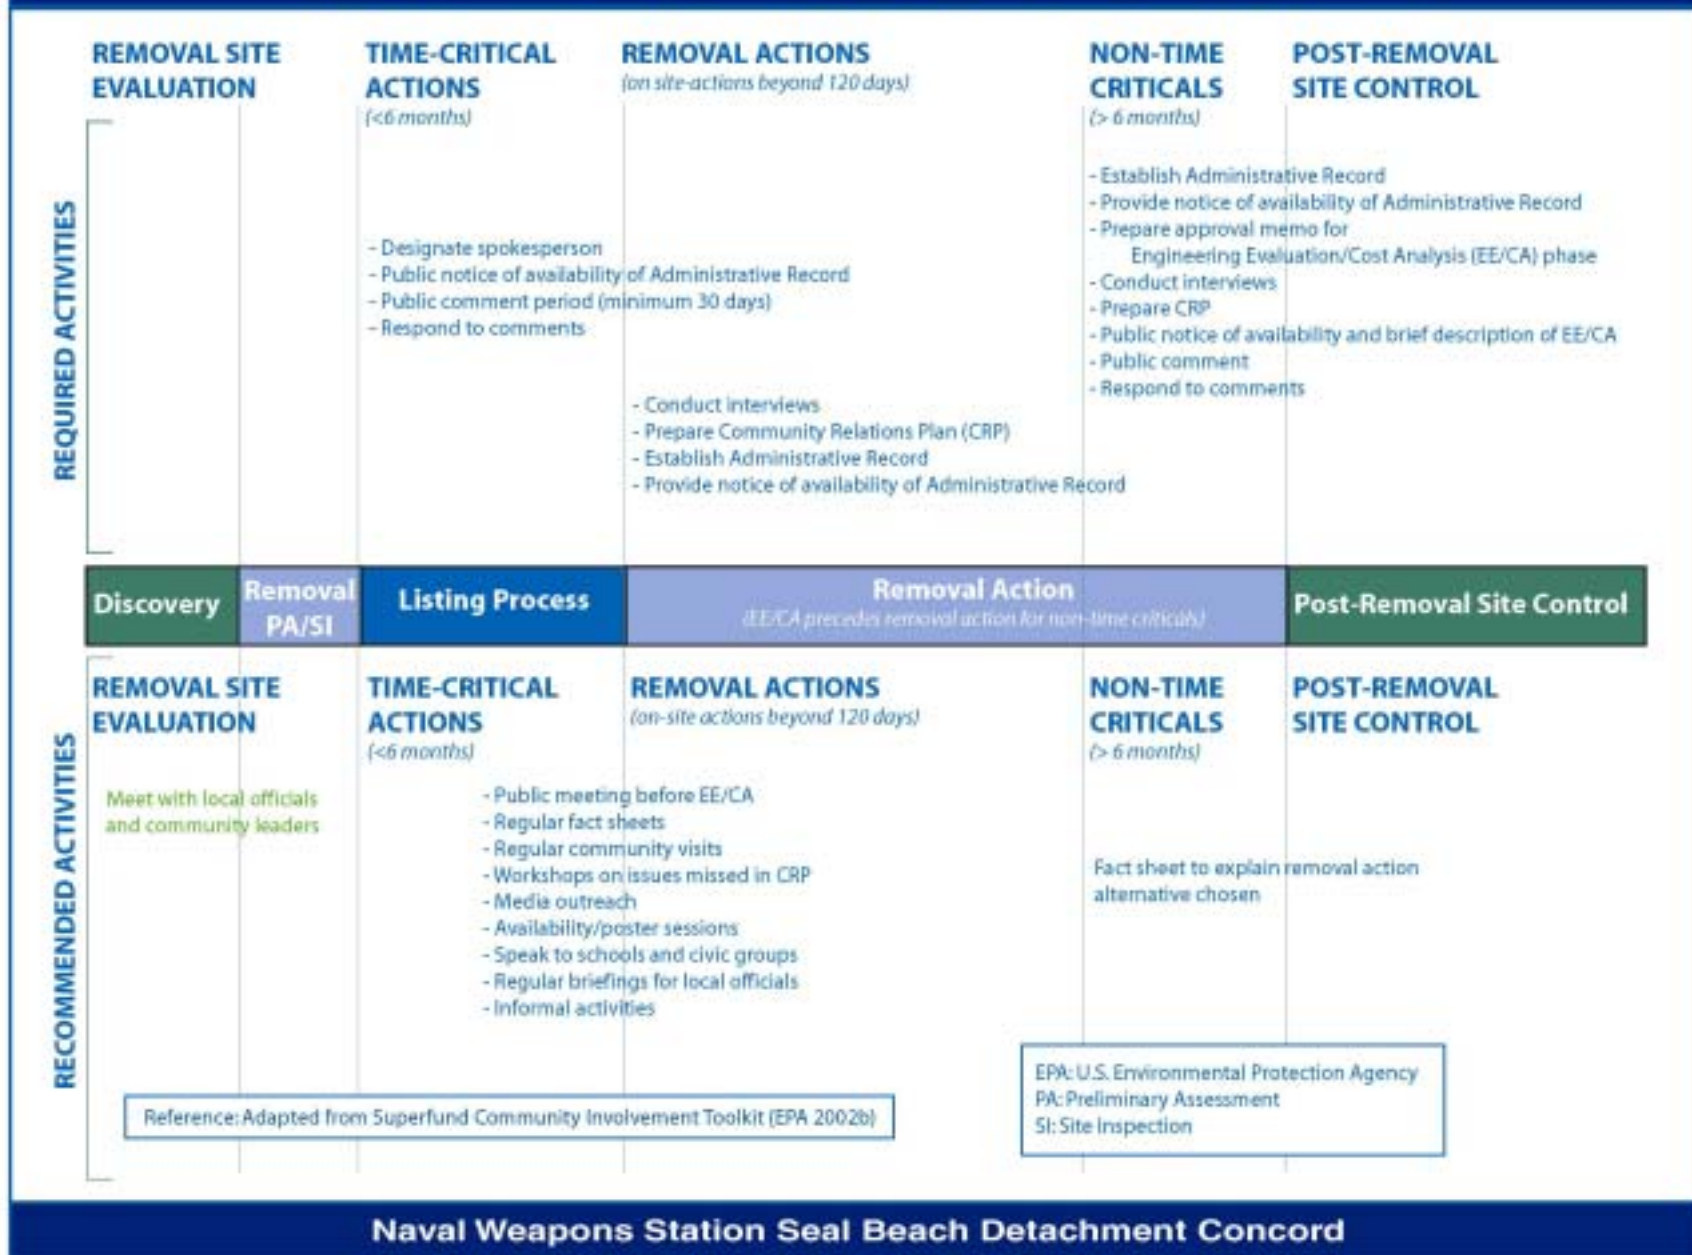 REMOVAL SITE
EVALUATION
TIME-CRITICAL
ACTIONS
(<6 months)
REMOVAL ACTIONS
(on site-actions beyond 120 days)
NON-TIME
CRITICALS
(> 6 months)
POST-REMOVAL
SITE CONTROL
REQUIRED ACTIVITIES
- Designate spokesperson
- Public notice of availability of Administrative Record
- Public comment period (minimum 30 days)
- Respond to comments
- Conduct interviews
- Prepare Community Relations Plan (CRP)
- Establish Administrative Record
- Provide notice of availability of Administrative Record
- Establish Administrative Record
- Provide notice of availability of Administrative Record
- Prepare approval memo for
Engineering Evaluation/Cost Analysis (EE/CA) phase
- Conduct interviews
- Prepare CRP
- Public notice of availability and brief description of EE/CA
- Public comment
- Respond to comments
Discovery
Removal
PA/SI
Listing Process
Removal Action
(EE/CA precedes removal action for non-time criticals)
Post-Removal Site Control
REMOVAL SITE
EVALUATION
TIME-CRITICAL
ACTIONS
(<6 months)
REMOVAL ACTIONS
(on-site actions beyond 120 days)
NON-TIME
CRITICALS
(> 6 months)
POST-REMOVAL
SITE CONTROL
RECOMMENDED ACTIVITIES
Meet with local officials
and community leaders
- Public meeting before EE/CA
- Regular fact sheets
- Regular community visits
- Workshops on issues missed in CRP
- Media outreach
- Availability/poster sessions
- Speak to schools and civic groups
- Regular briefings for local officials
- Informal activities
Fact sheet to explain removal action
alternative chosen
Reference: Adapted from Superfund Community Involvement Toolkit (EPA 2002b)
EPA: U.S. Environmental Protection Agency
PA: Preliminary Assessment
SI: Site Inspection
Naval Weapons Station Seal Beach Detachment Concord